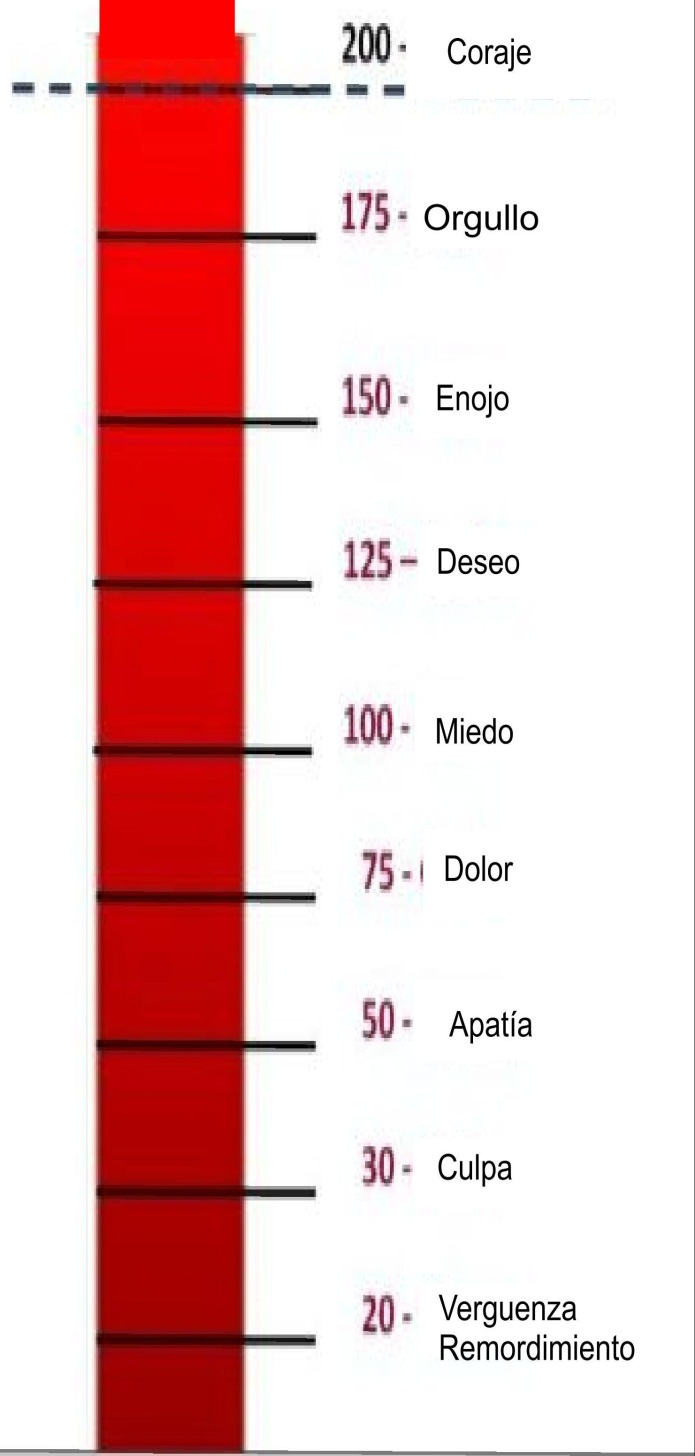 200 - Coraje
175 - Orgullo
150 - Enojo
125 – Deseo
100 - Miedo
75 - Dolor
50 - Apatía
30 - Culpa
20 - Verguenza
Remordimiento